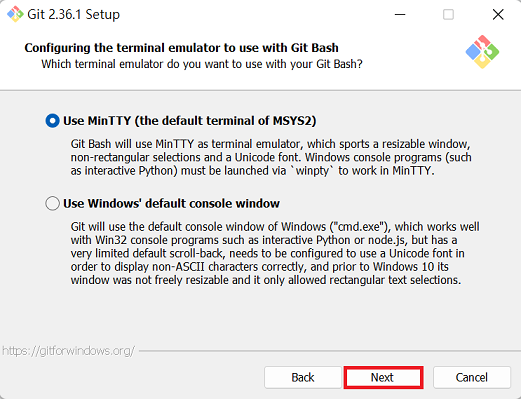 Git 2.36.1 Setup
Configuring the terminal emulator to use with Git Bash
Which terminal emulator do you want to use with your Git Bash?
Use MinTTY (the default terminal of MSYS2)
Git Bash will use MinTTY as terminal emulator, which sports a resizable window,
non-rectangular selections and a Unicode font. Windows console programs (such
as interactive Python) must be launched via `winpty` to work in MinTTY.
Use Windows' default console window
Git will use the default console window of Windows ("cmd.exe"), which works well
with Win32 console programs such as interactive Python or node.js, but has a
very limited default scroll-back, needs to be configured to use a Unicode font in
order to display non-ASCII characters correctly, and prior to Windows 10 its
window was not freely resizable and it only allowed rectangular text selections.
https://gitforwindows.org/
Back Next Cancel